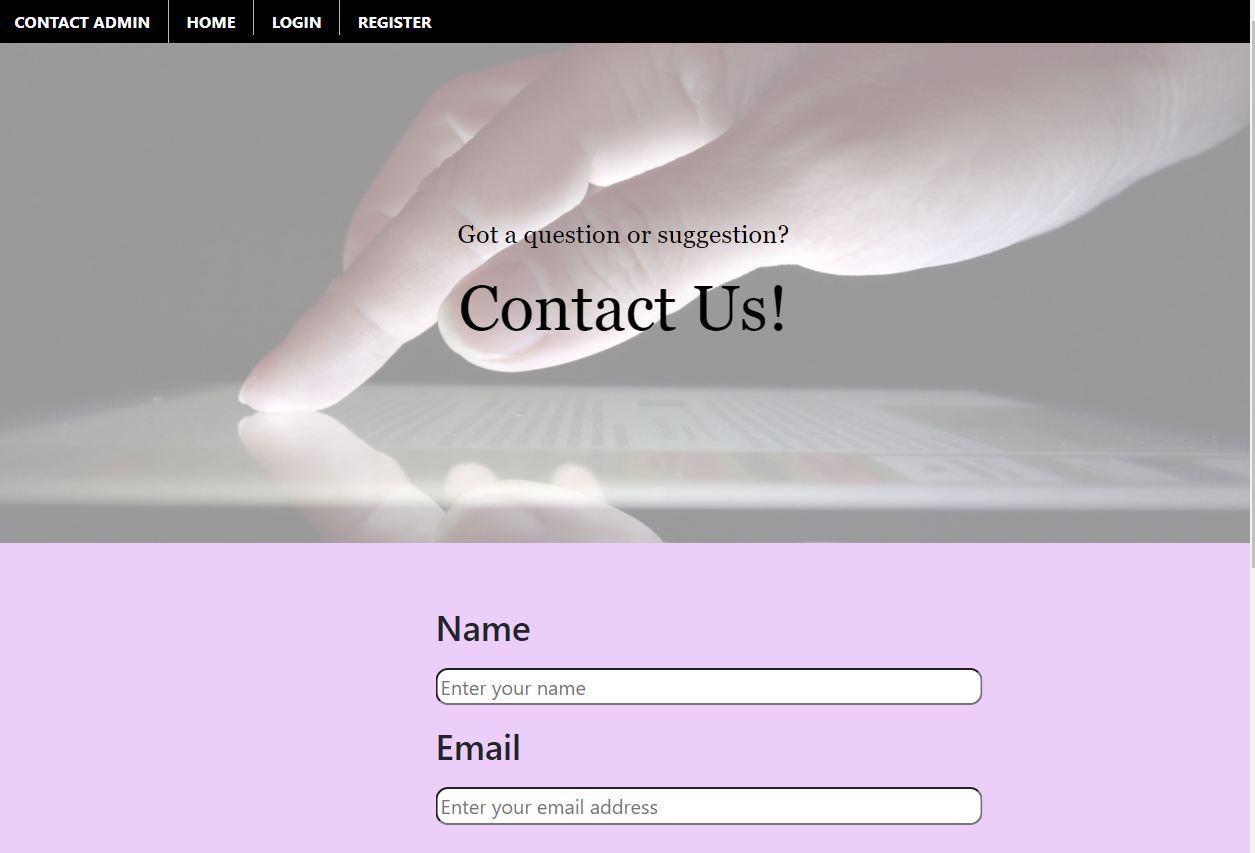 CONTACT ADMIN HOME LOGIN REGISTER
Got a question or suggestion?
Contact Us!
Name
Enter your name
Email
Enter your email address